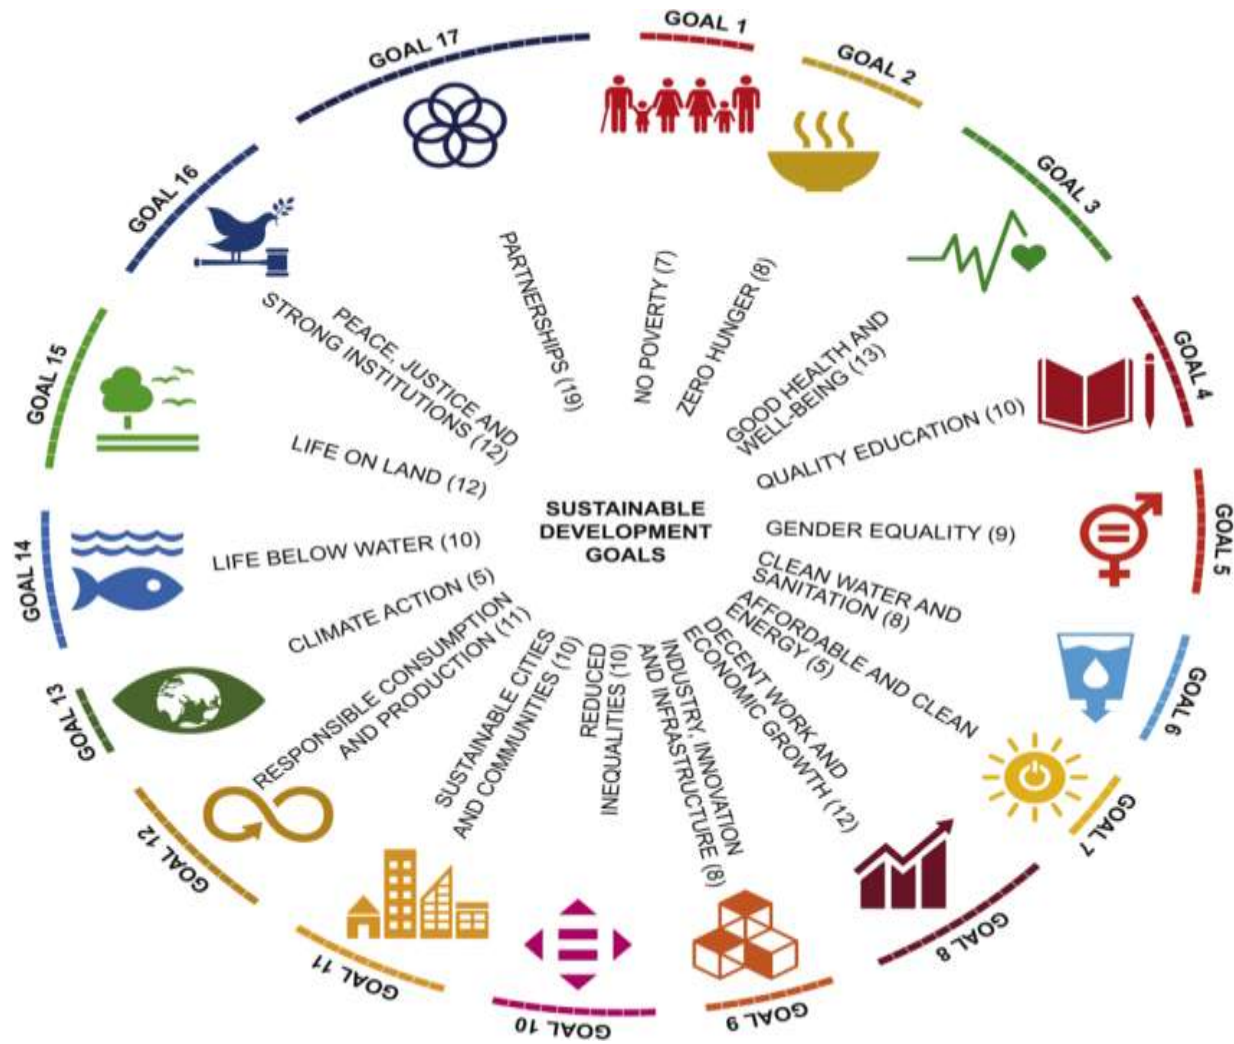 GOAL 1
GOAL 2
GOAL 3
GOAL 4
GOAL 5
GOAL 6
GOAL 7
GOAL 8
GOAL 9
GOAL 10
GOAL 11
GOAL 12
GOAL 13
GOAL 14
GOAL 15
GOAL 16
GOAL 17
NO POVERTY (7)
ZERO HUNGER (8)
GOOD HEALTH AND
WELL-BEING (13)
QUALITY EDUCATION (10)
GENDER EQUALITY (9)
CLEAN WATER AND
SANITATION (8)
AFFORDABLE AND CLEAN
ENERGY (5)
DECENT WORK AND
ECONOMIC GROWTH (12)
INDUSTRY, INNOVATION
AND INFRASTRUCTURE (8)
REDUCED
INEQUALITIES (10)
SUSTAINABLE CITIES
AND COMMUNITIES (10)
RESPONSIBLE CONSUMPTION
AND PRODUCTION (11)
CLIMATE ACTION (5)
LIFE BELOW WATER (10)
LIFE ON LAND (12)
PEACE, JUSTICE AND
STRONG INSTITUTIONS (12)
PARTNERSHIPS (19)
SUSTAINABLE
DEVELOPMENT
GOALS